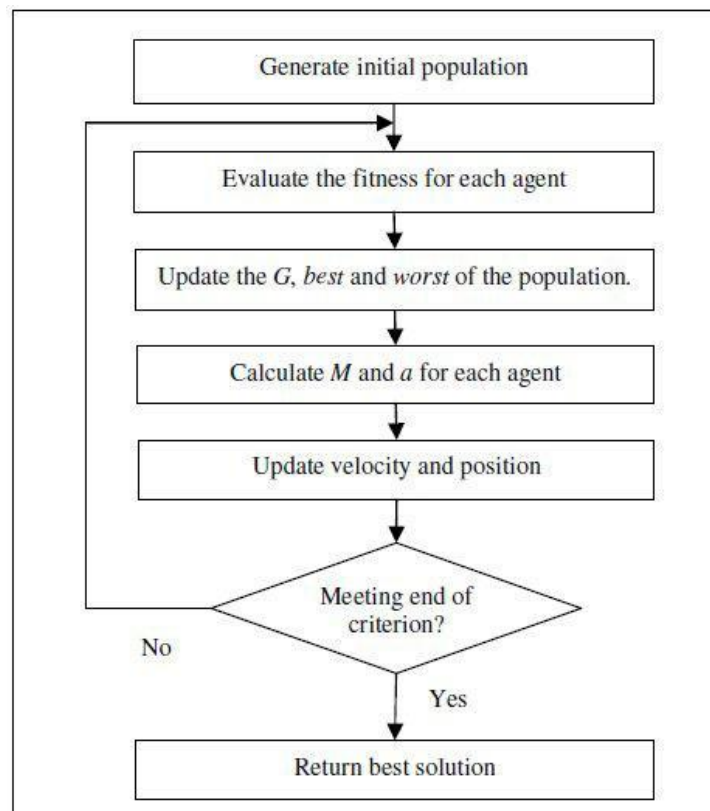 Generate initial population
Evaluate the fitness for each agent
Update the G, best and worst of the population.
Calculate M and a for each agent
Update velocity and position
Meeting end of
criterion?
No
Yes
Return best solution